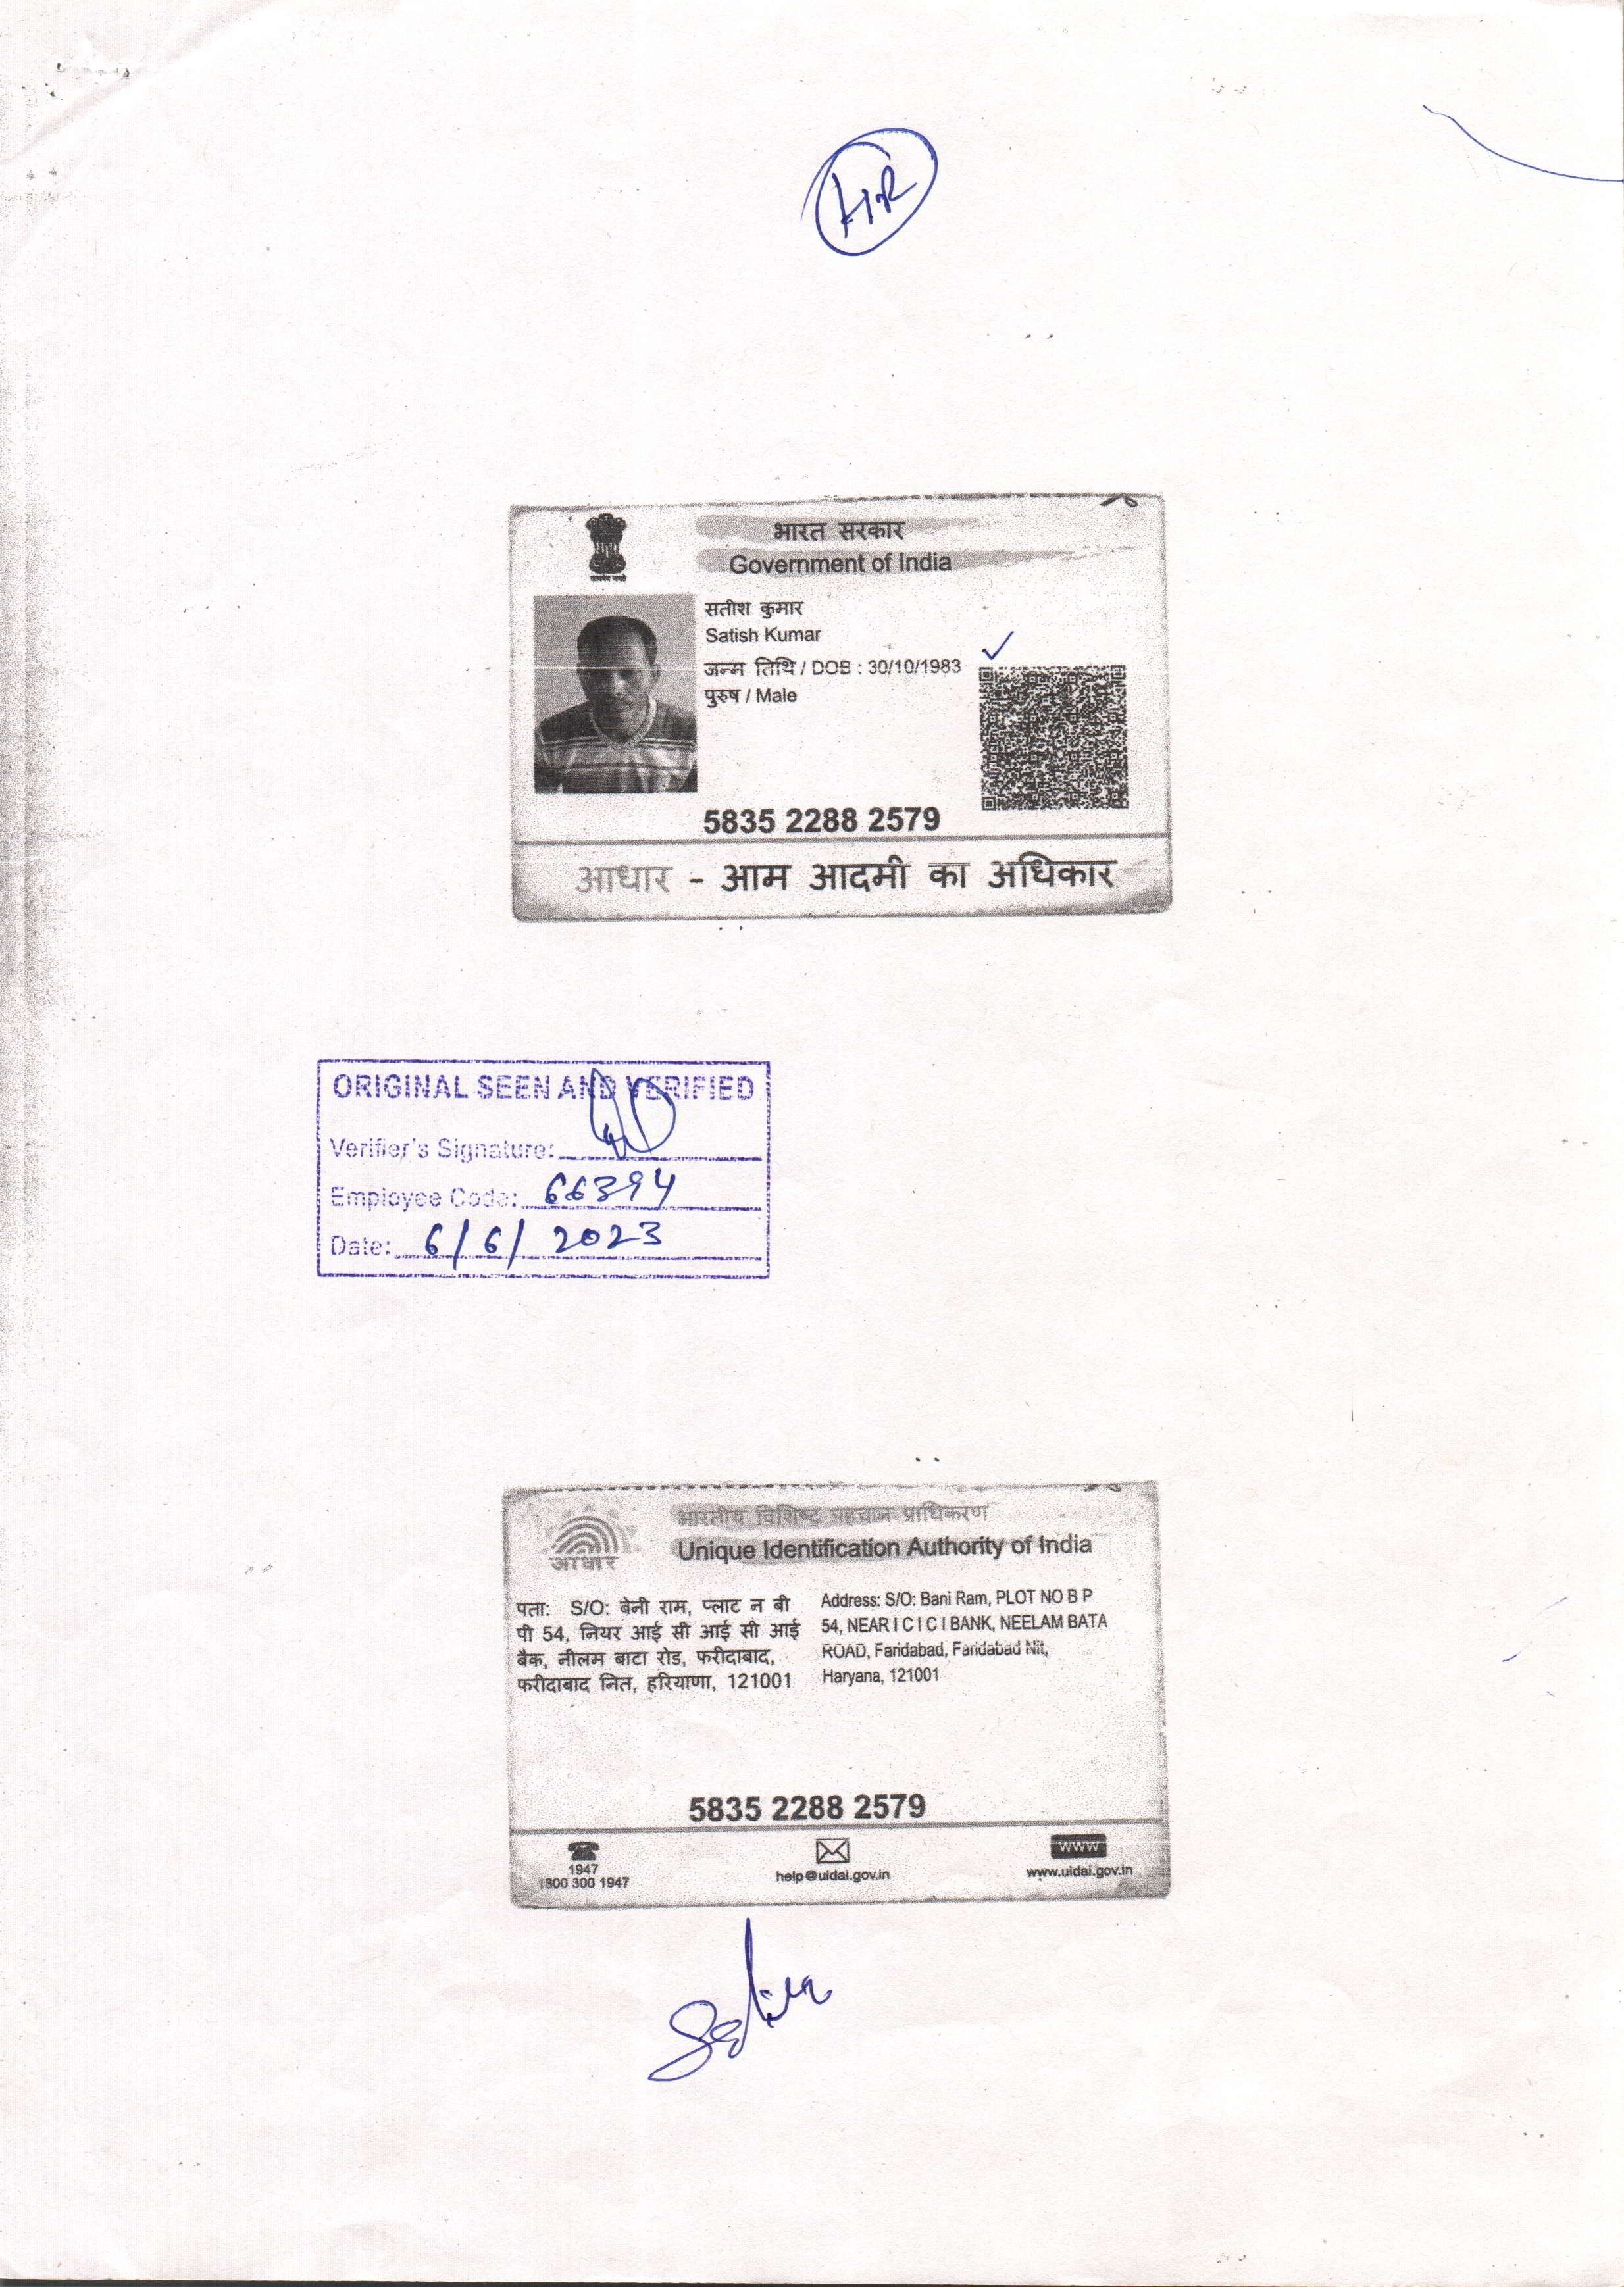 HR
भारत सरकार
Government of India
सतीश कुमार
Satish Kumar
जन्म तिथि / DOB : 30/10/1983
पुरुष / Male
5835 2288 2579
आधार - आम आदमी का अधिकार
ORIGINAL SEEN AND VERIFIED
Verifier's Signature:
Employee Code: 66394
Date: 6/6/2023
भारतीय विशिष्ट पहचान प्राधिकरण
Unique Identification Authority of India
आधार
पता: S/O: बेनी राम, प्लाट न बी
पी 54, नियर आई सी आई सी आई
बैक, नीलम बाटा रोड, फरीदाबाद,
फरीदाबाद नित, हरियाणा, 121001
Address: S/O: Bani Ram, PLOT NO B P
54, NEAR I C I C I BANK, NEELAM BATA
ROAD, Faridabad, Faridabad Nit,
Haryana, 121001
5835 2288 2579
1947
1800 300 1947
help@uidai.gov.in
www
www.uidai.gov.in